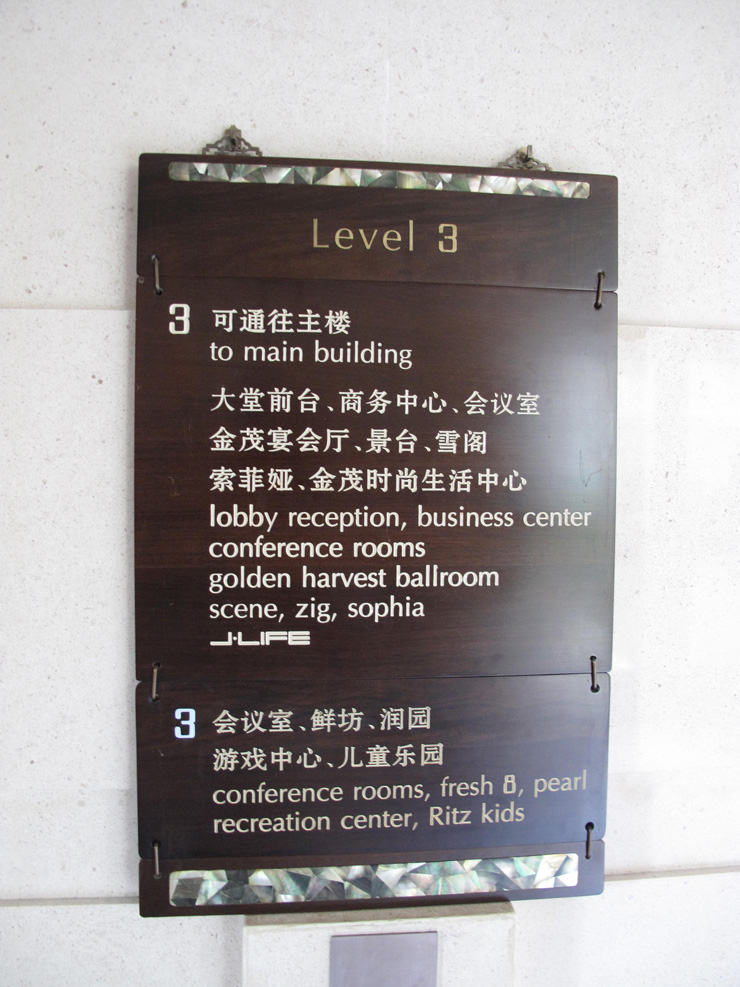 Level 3
3 可通往主楼
to main building
大堂前台、商务中心、会议室
金茂宴会厅、景台、雪阁
索菲娅、金茂时尚生活中心
lobby reception, business center
conference rooms
golden harvest ballroom
scene, zig, sophia
J·LIFE
3 会议室、鲜坊、润园
游戏中心、儿童乐园
conference rooms, fresh 8, pearl
recreation center, Ritz kids